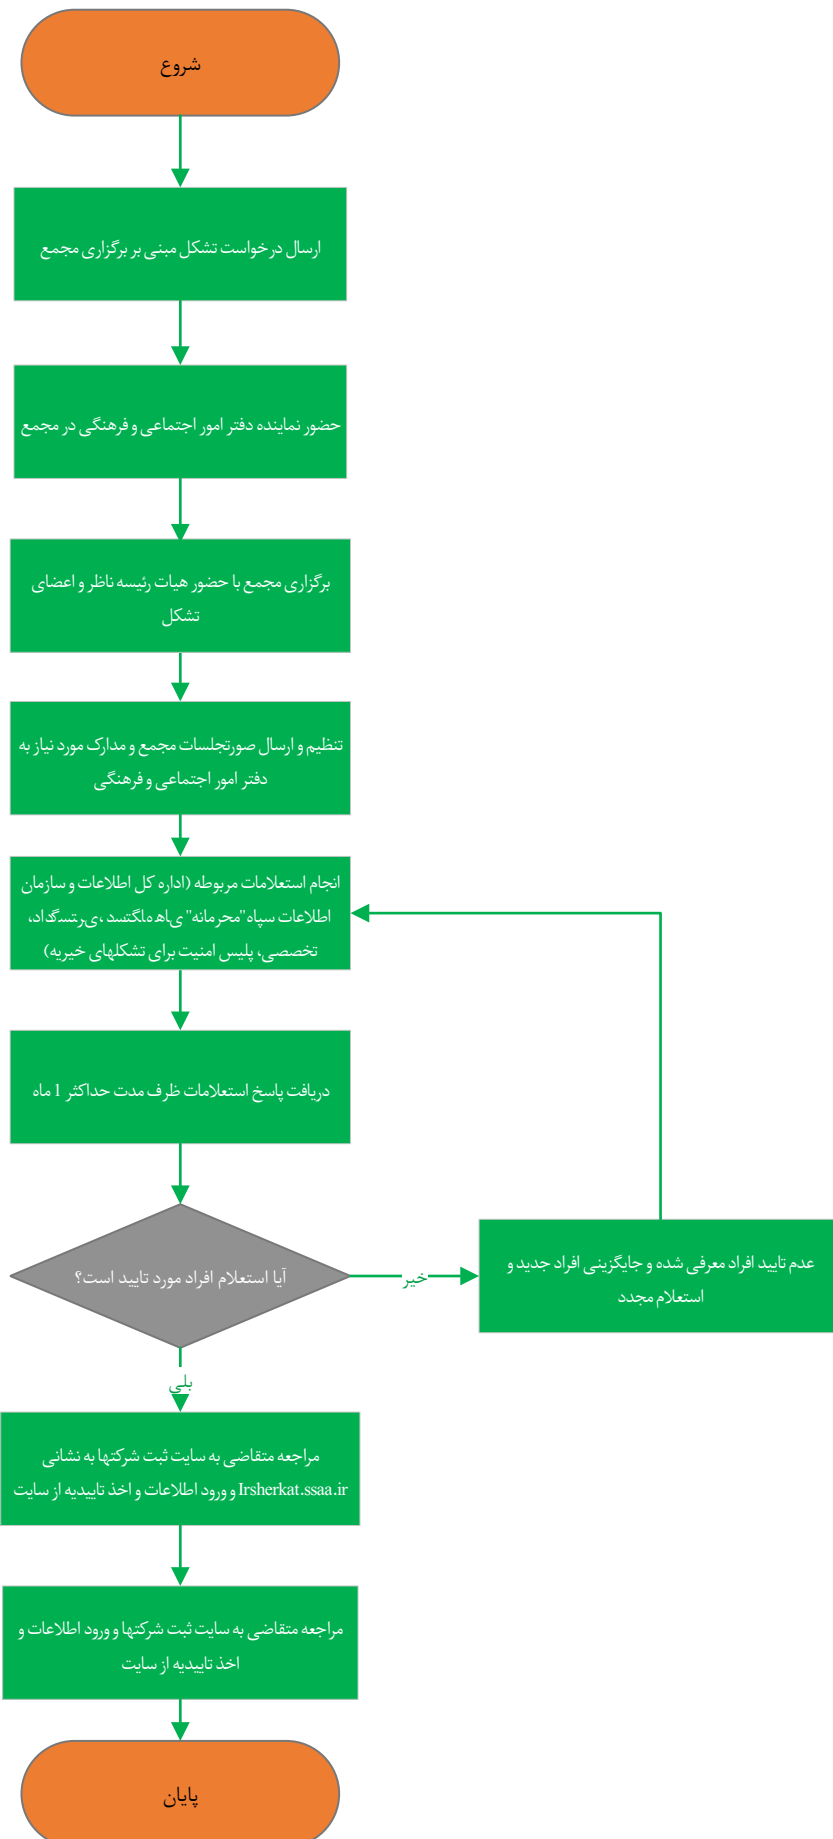 شروع
ارسال درخواست تشکل مبنی بر برگزاری مجمع
حضور نماینده دفتر امور اجتماعی و فرهنگی در مجمع
برگزاری مجمع با حضور هیات رئیسه ناظر و اعضای
تشکل
تنظیم و ارسال صورتجلسات مجمع و مدارک مورد نیاز به
دفتر امور اجتماعی و فرهنگی
انجام استعلامات مربوطه (اداره کل اطلاعات و سازمان
اطلاعات سپاه"محرمانه"
تخصصی، پلیس امنیت برای تشکلهای خیریه)
دریافت پاسخ استعلامات ظرف مدت حداکثر 1 ماه
آیا استعلام افراد مورد تایید است؟
خیر
عدم تایید افراد معرفی شده و جایگزینی افراد جدید و
استعلام مجدد
بلی
مراجعه متقاضی به سایت ثبت شرکتها به نشانی
Irsherkat.ssaa.ir و ورود اطلاعات و اخذ تاییدیه از سایت
مراجعه متقاضی به سایت ثبت شرکتها و ورود اطلاعات و
اخذ تاییدیه از سایت
پایان